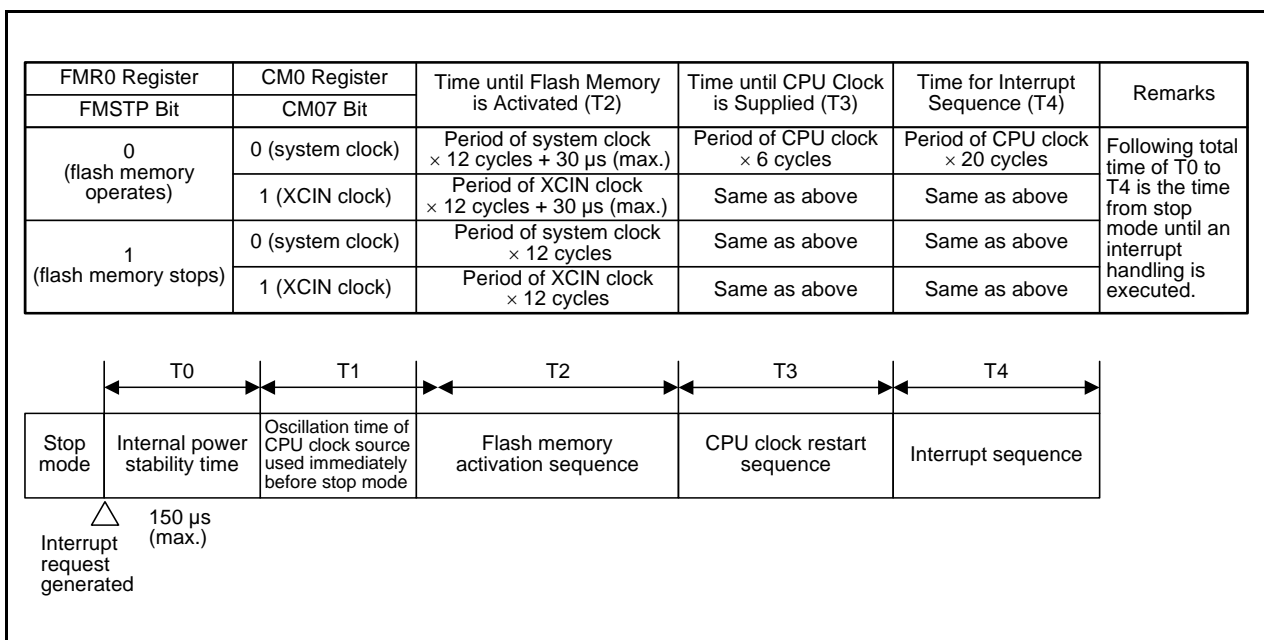 FMR0 Register
FMSTP Bit
CM0 Register
CM07 Bit
Time until Flash Memory
is Activated (T2)
Time until CPU Clock
is Supplied (T3)
Time for Interrupt
Sequence (T4)
Remarks
0
(flash memory
operates)
0 (system clock)
Period of system clock
× 12 cycles + 30 µs (max.)
Period of CPU clock
× 6 cycles
Period of CPU clock
× 20 cycles
Following total
time of T0 to
T4 is the time
from stop
mode until an
interrupt
handling is
executed.
1 (XCIN clock)
Period of XCIN clock
× 12 cycles + 30 µs (max.)
Same as above
Same as above
1
(flash memory stops)
0 (system clock)
Period of system clock
× 12 cycles
Same as above
Same as above
1 (XCIN clock)
Period of XCIN clock
× 12 cycles
Same as above
Same as above
T0
T1
T2
T3
T4
Stop
mode
Internal power
stability time
Oscillation time of
CPU clock source
used immediately
before stop mode
Flash memory
activation sequence
CPU clock restart
sequence
Interrupt sequence
150 µs
(max.)
Interrupt
request
generated